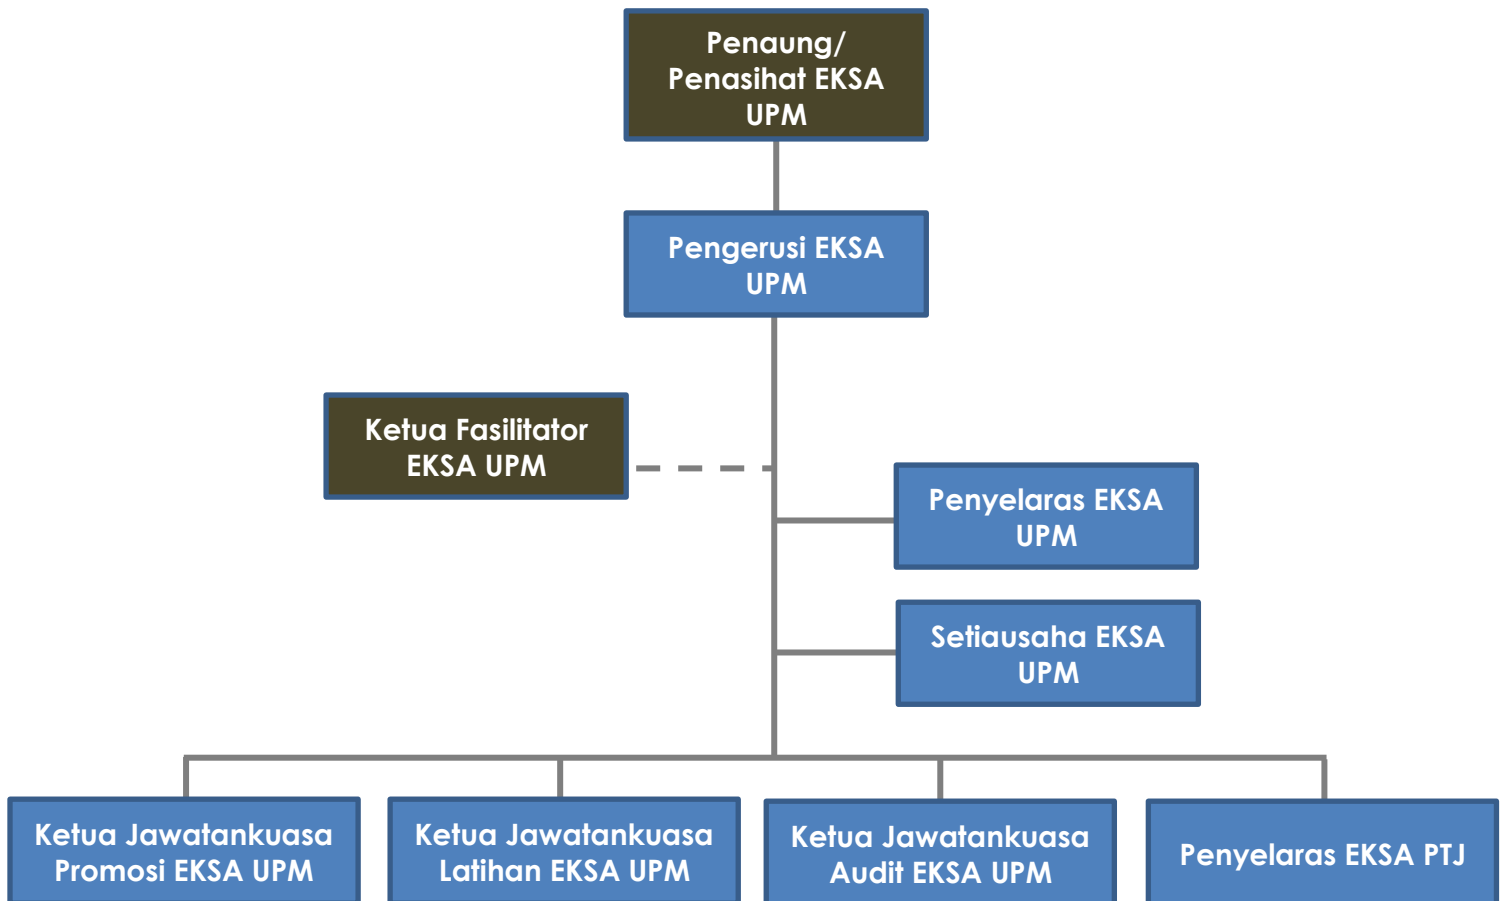 Penaung/
Penasihat EKSA
UPM
Pengerusi EKSA
UPM
Ketua Fasilitator
EKSA UPM
Penyelaras EKSA
UPM
Setiausaha EKSA
UPM
Ketua Jawatankuasa
Promosi EKSA UPM
Ketua Jawatankuasa
Latihan EKSA UPM
Ketua Jawatankuasa
Audit EKSA UPM
Penyelaras EKSA PTJ